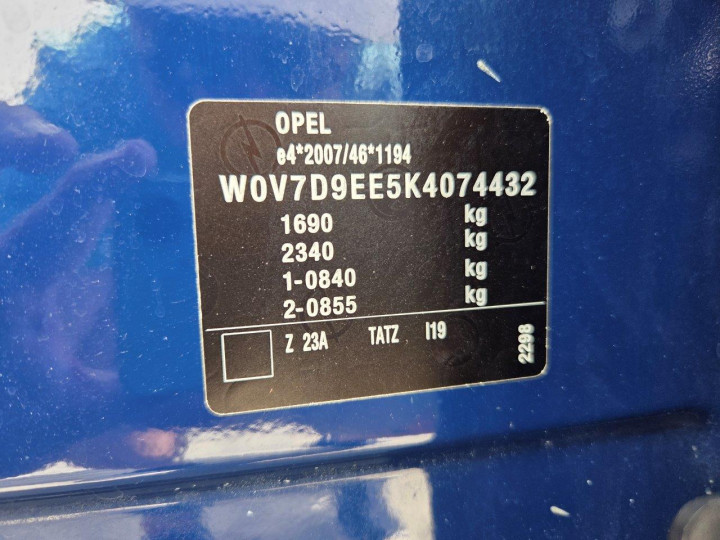 OPEL
e4*2007/46*1194
W0V7D9EE5K4074432
1690 kg
2340 kg
1-0840 kg
2-0855 kg
Z 23A TATZ I19
2298